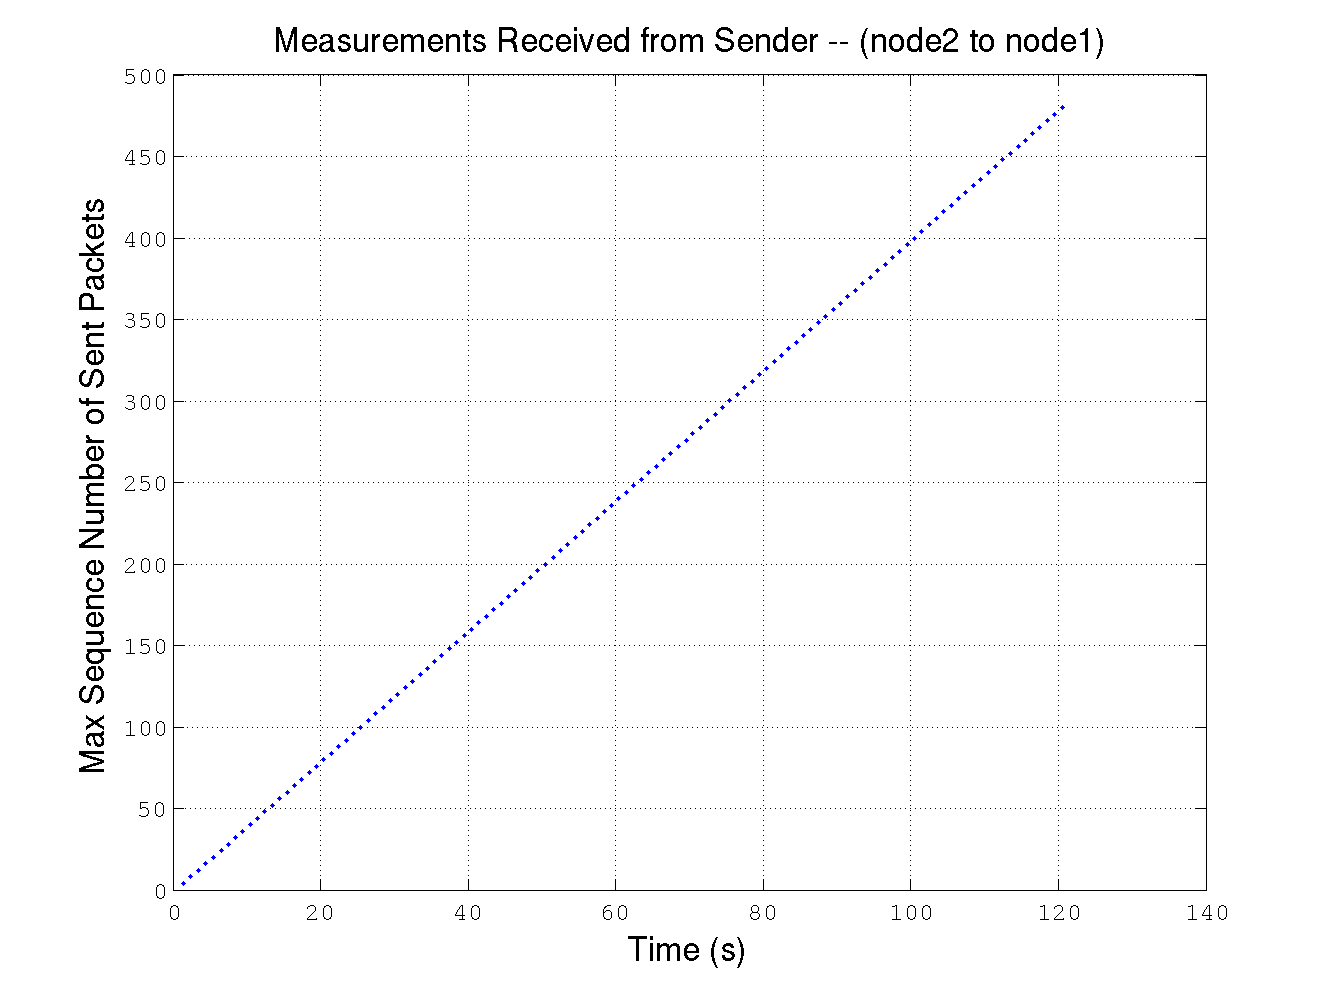 Measurements Received from Sender -- (node2 to node1)
Max Sequence Number of Sent Packets
500
450
400
350
300
250
200
150
100
50
0
0 20 40 60 80 100 120 140
Time (s)